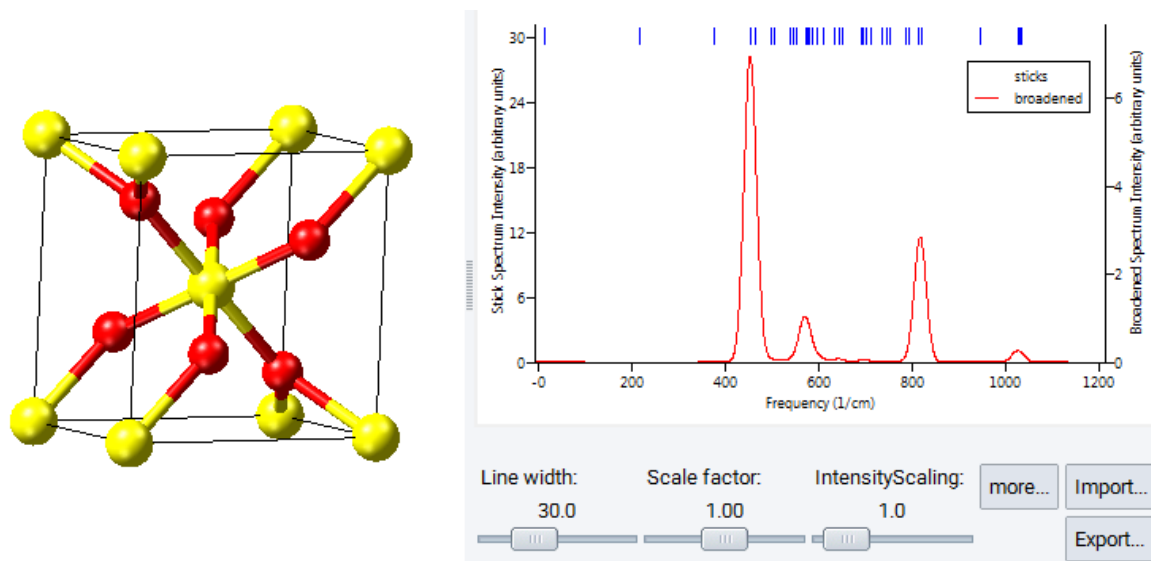 30
24
18
12
6
0
Stick Spectrum Intensity (arbitrary units)
sticks
broadened
6
4
2
0
Broadened Spectrum Intensity (arbitrary units)
-0 200 400 600 800 1000 1200
Frequency (1/cm)
Line width: Scale factor: IntensityScaling:
30.0 1.00 1.0
more... Import...
Export...